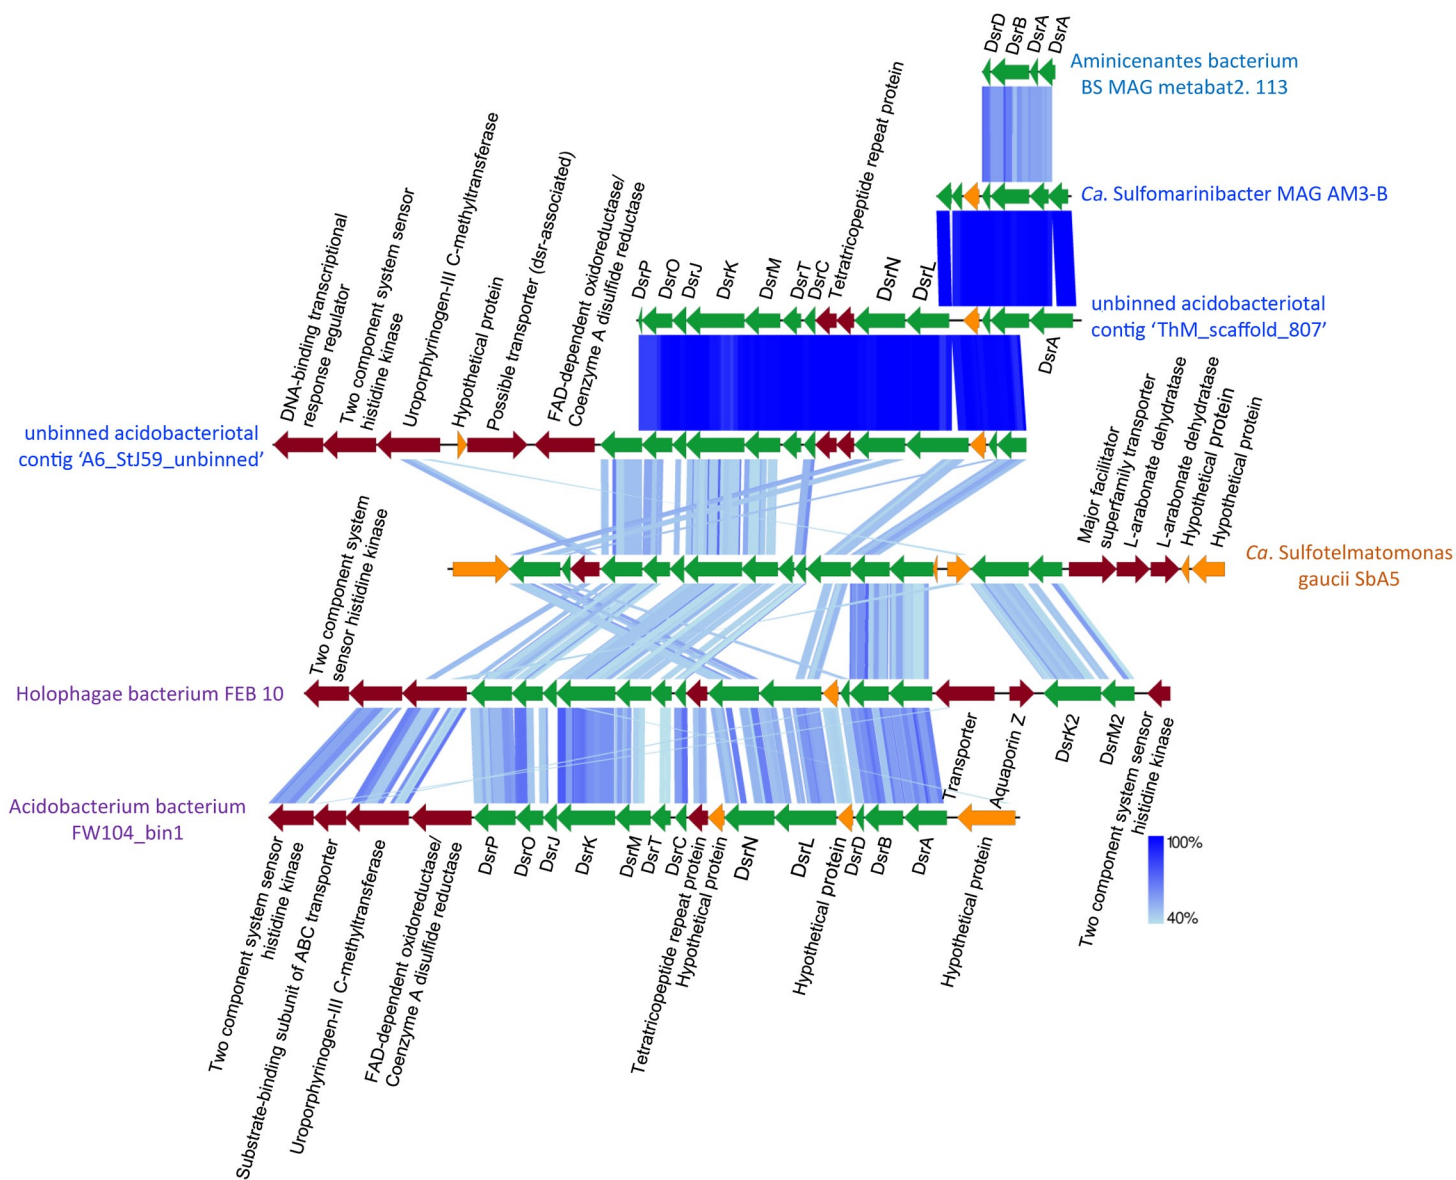 DsrD
DsrB
DsrA
DsrA
Aminicenantes bacterium
BS MAG metabat2. 113
Ca. Sulfomarinibacter MAG AM3-B
DNA-binding transcriptional
response regulator
Two component system sensor
histidine kinase
Uroporphyringen-III C-methyltransferase
Hypothetical protein
Possible transporter (dsr-associated)
FAD-dependent oxidoreductase/
Coenzyme A disulfide reductase
DsrP
DsrO
DsrJ
DsrK
DsrM
DsrT
DsrC
Tetratricopeptide repeat protein
DsrN
DsrL
unbinned acidobacteriotal
contig ‘ThM_scaffold_807’
DsrA
unbinned acidobacteriotal
contig ‘A6_StJ59_unbinned’
Major facilitator
superfamily transporter
L-arabonate dehydratase
L-arabonate dehydratase
Hypothetical protein
Hypothetical protein
Ca. Sulfotelmatomonas
gaucii SbA5
Two component system
sensor histidine kinase
Holophagae bacterium FEB 10
Transporter
Aquaporin Z
DsrK2
DsrM2
Two component system sensor
histidine kinase
Acidobacterium bacterium
FW104_bin1
Two component system sensor
histidine kinase
Substrate-binding subunit of ABC transporter
Uroporphyrinogen-III C-methyltransferase
FAD-dependent oxidoreductase/
Coenzyme A disulfide reductase
DsrP
DsrO
DsrJ
DsrK
DsrM
DsrT
DsrC
Tetratricopeptide repeat protein
Hypothetical protein
DsrN
DsrL
Hypothetical protein
DsrD
DsrB
DsrA
Hypothetical protein
100%
40%